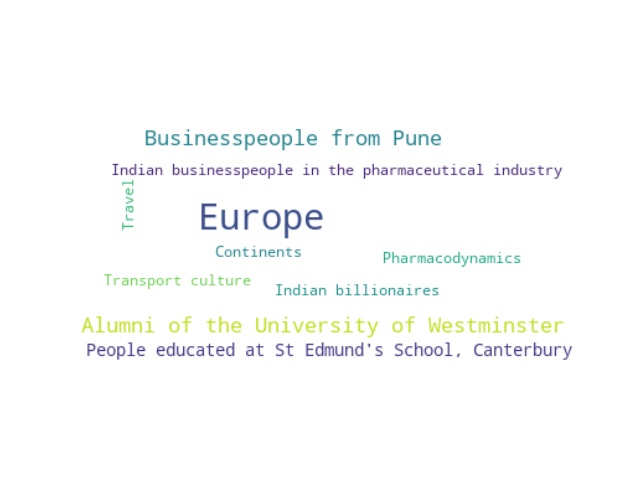 Businesspeople from Pune
Indian businesspeople in the pharmaceutical industry
Travel
Europe
Continents
Pharmacodynamics
Transport culture
Indian billionaires
Alumni of the University of Westminster
People educated at St Edmund's School, Canterbury